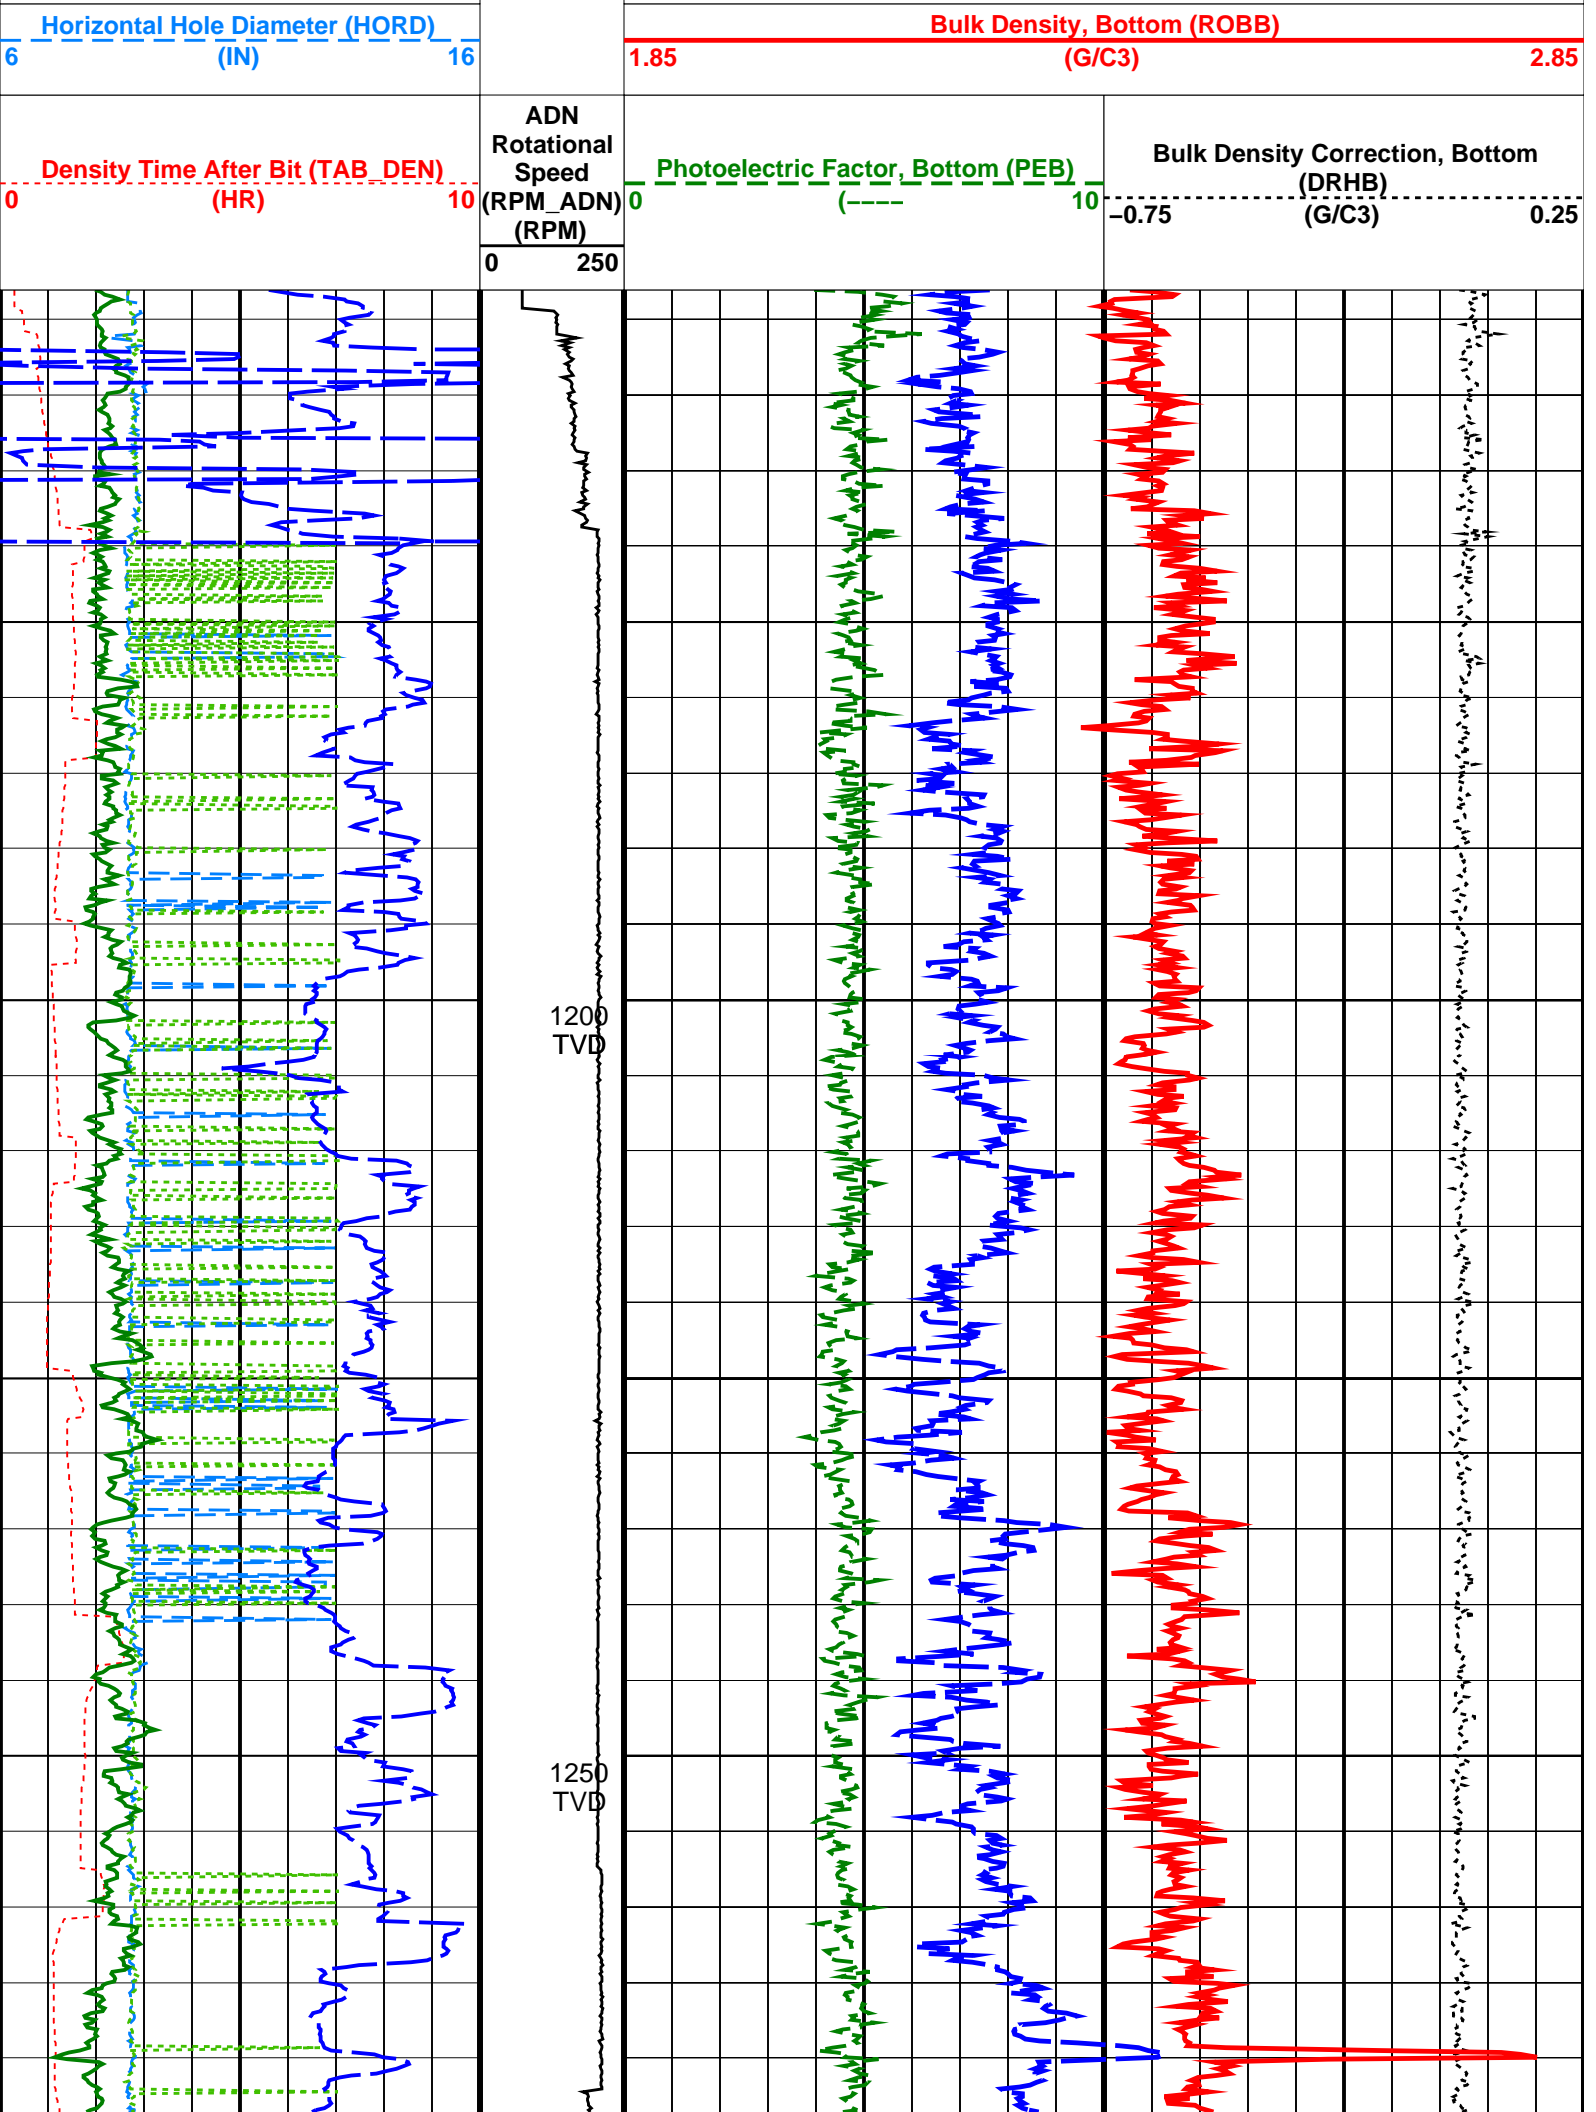 Horizontal Hole Diameter (HORD)
6 (IN) 16
Bulk Density, Bottom (ROBB)
1.85 (G/C3) 2.85
Density Time After Bit (TAB_DEN)
0 (HR) 10
ADN
Rotational
Speed
(RPM_ADN)
(RPM)
0 250
Photoelectric Factor, Bottom (PEB)
0 (---- 10
Bulk Density Correction, Bottom
(DRHB)
−0.75 (G/C3) 0.25
1200
TVD
1250
TVD